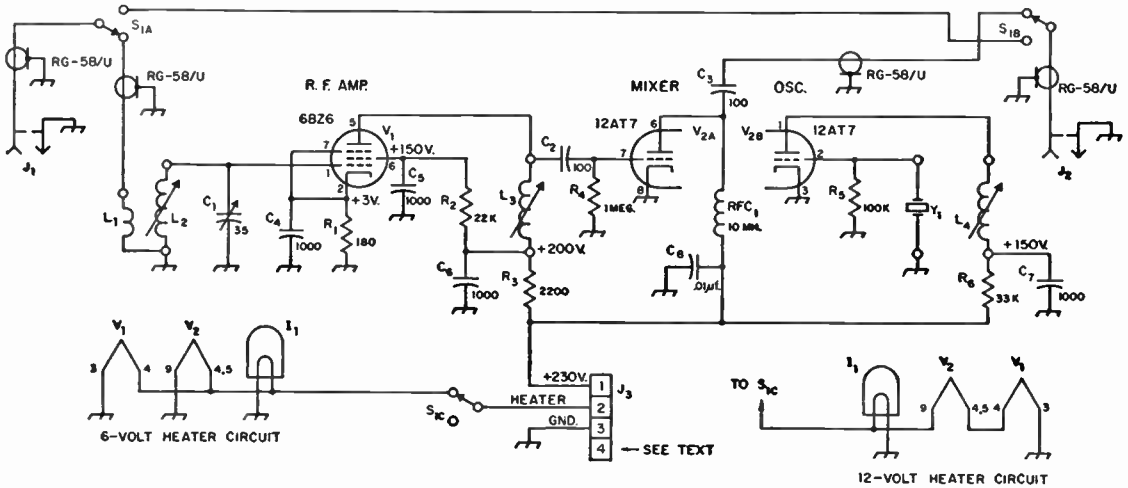 S1A
S1B
RG-58/U
RG-58/U
RG-58/U
RG-58/U
J1
J2
R. F. AMP.
MIXER
OSC.
6BZ6
V1
12AT7
V2A
V2B
12AT7
C3
100
5
7
1
6
2
+150V.
+3V.
L1
L2
C1
35
C4
1000
R1
180
C5
1000
R2
22K
C6
1000
L3
+200V.
R3
2200
C2
100
R4
1MEG.
6
7
8
RFC1
10 MH.
C8
.01µf.
1
2
3
R5
100K
Y1
L4
+150V.
R6
33K
C7
1000
V1
V2
I1
3
4
9
4,5
6-VOLT HEATER CIRCUIT
S1C
+230V.
HEATER
GND.
1
2
3
4
J3
SEE TEXT
TO S1C
I1
V2
V1
9
4,5
4
3
12-VOLT HEATER CIRCUIT